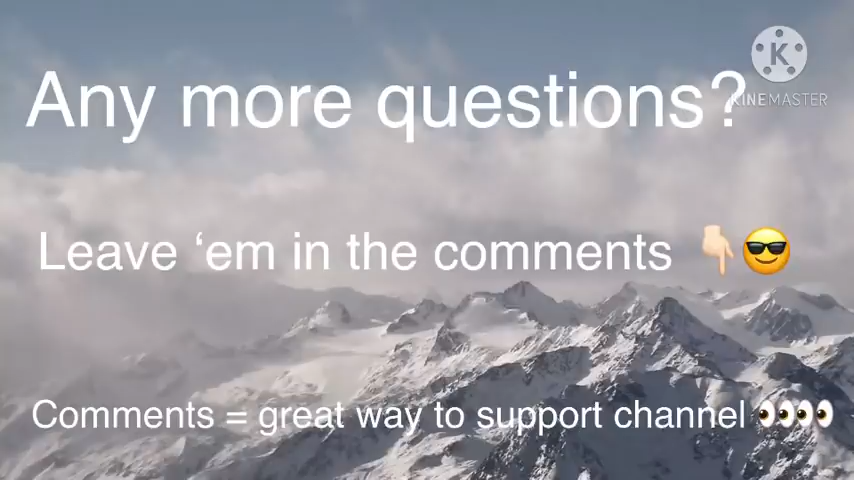 Any more questions?
K
KINEMASTER
Leave ‘em in the comments 👇🏻😎
Comments = great way to support channel 👀👀